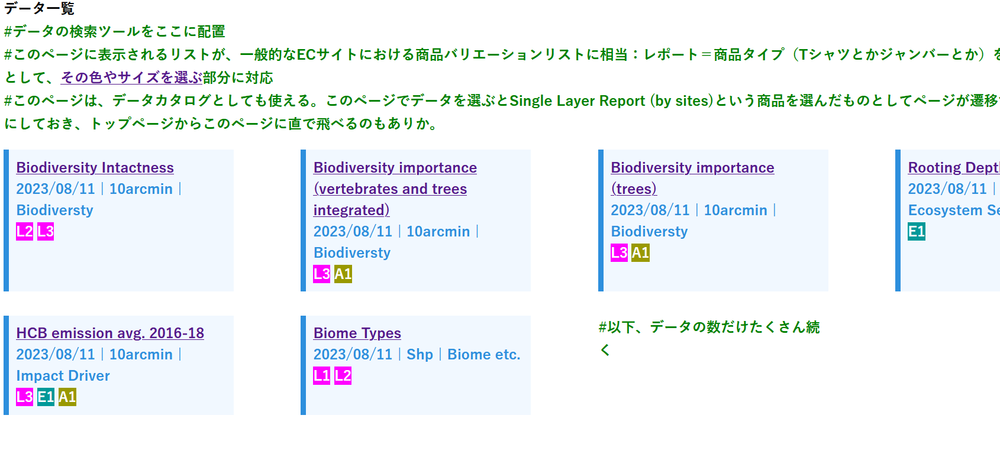 データ一覧
#データの検索ツールをここに配置
#このページに表示されるリストが、一般的なECサイトにおける商品バリエーションリストに相当：レポート＝商品タイプ（Tシャツとかジャンバーとか）を
として、その色やサイズを選ぶ部分に対応
#このページは、データカタログとしても使える。このページでデータを選ぶとSingle Layer Report (by sites)という商品を選んだものとしてページが遷移
にしておき、トップページからこのページに直で飛べるのもありか。
Biodiversity Intactness
2023/08/11｜10arcmin｜
Biodiversty
L2 L3
Biodiversity importance
(vertebrates and trees
integrated)
2023/08/11｜10arcmin｜
Biodiversty
L3 A1
Biodiversity importance
(trees)
2023/08/11｜10arcmin｜
Biodiversty
L3 A1
Rooting
2023/08/11｜
Ecosystem
E1
HCB emission avg. 2016-18
2023/08/11｜10arcmin｜
Impact Driver
L3 E1 A1
Biome Types
2023/08/11｜Shp｜Biome etc.
L1 L2
#以下、データの数だけたくさん続
く